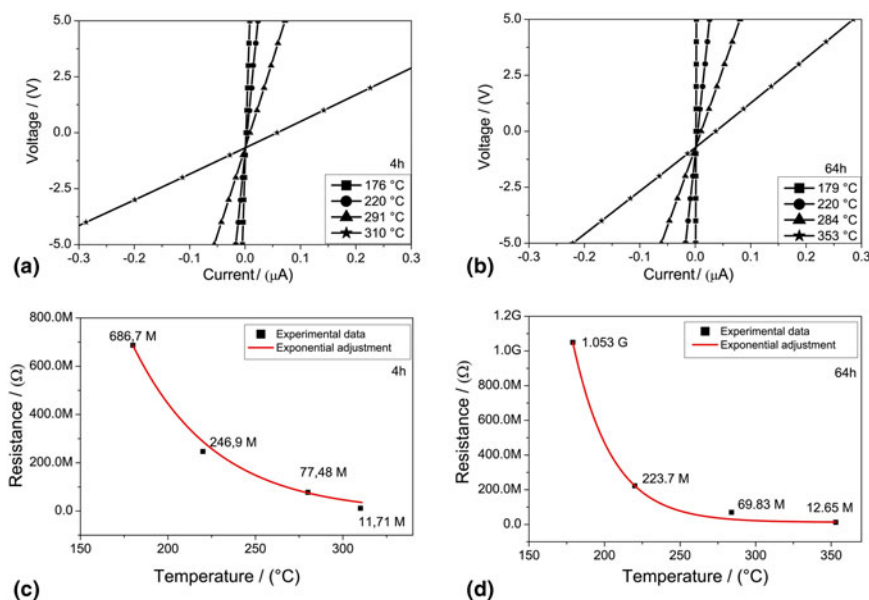 5.0
2.5
0.0
-2.5
-5.0
Voltage / (V)
4h
176 °C
220 °C
291 °C
310 °C
-0.3 -0.2 -0.1 0.0 0.1 0.2 0.3
Current / (µA)
(a)
5.0
2.5
0.0
-2.5
-5.0
Voltage / (V)
64h
179 °C
220 °C
284 °C
353 °C
-0.3 -0.2 -0.1 0.0 0.1 0.2 0.3
Current / (µA)
(b)
800.0M
600.0M
400.0M
200.0M
0.0
Resistance / (Ω)
686,7 M
Experimental data
Exponential adjustment
4h
246,9 M
77,48 M
11,71 M
150 200 250 300
Temperature / (°C)
(c)
1.2G
1.0G
800.0M
600.0M
400.0M
200.0M
0.0
Resistance / (Ω)
1.053 G
Experimental data
Exponential adjustment
64h
223.7 M
69.83 M
12.65 M
150 200 250 300 350
Temperature / (°C)
(d)